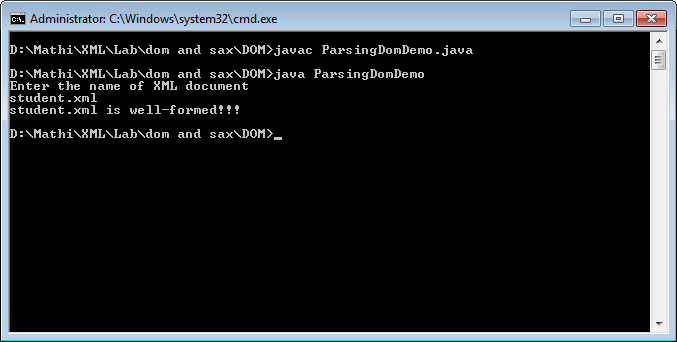 Administrator: C:\Windows\system32\cmd.exe
D:\Mathi\XML\Lab\dom and sax\DOM>javac ParsingDomDemo.java
D:\Mathi\XML\Lab\dom and sax\DOM>java ParsingDomDemo
Enter the name of XML document
student.xml
student.xml is well-formed!!!
D:\Mathi\XML\Lab\dom and sax\DOM>_